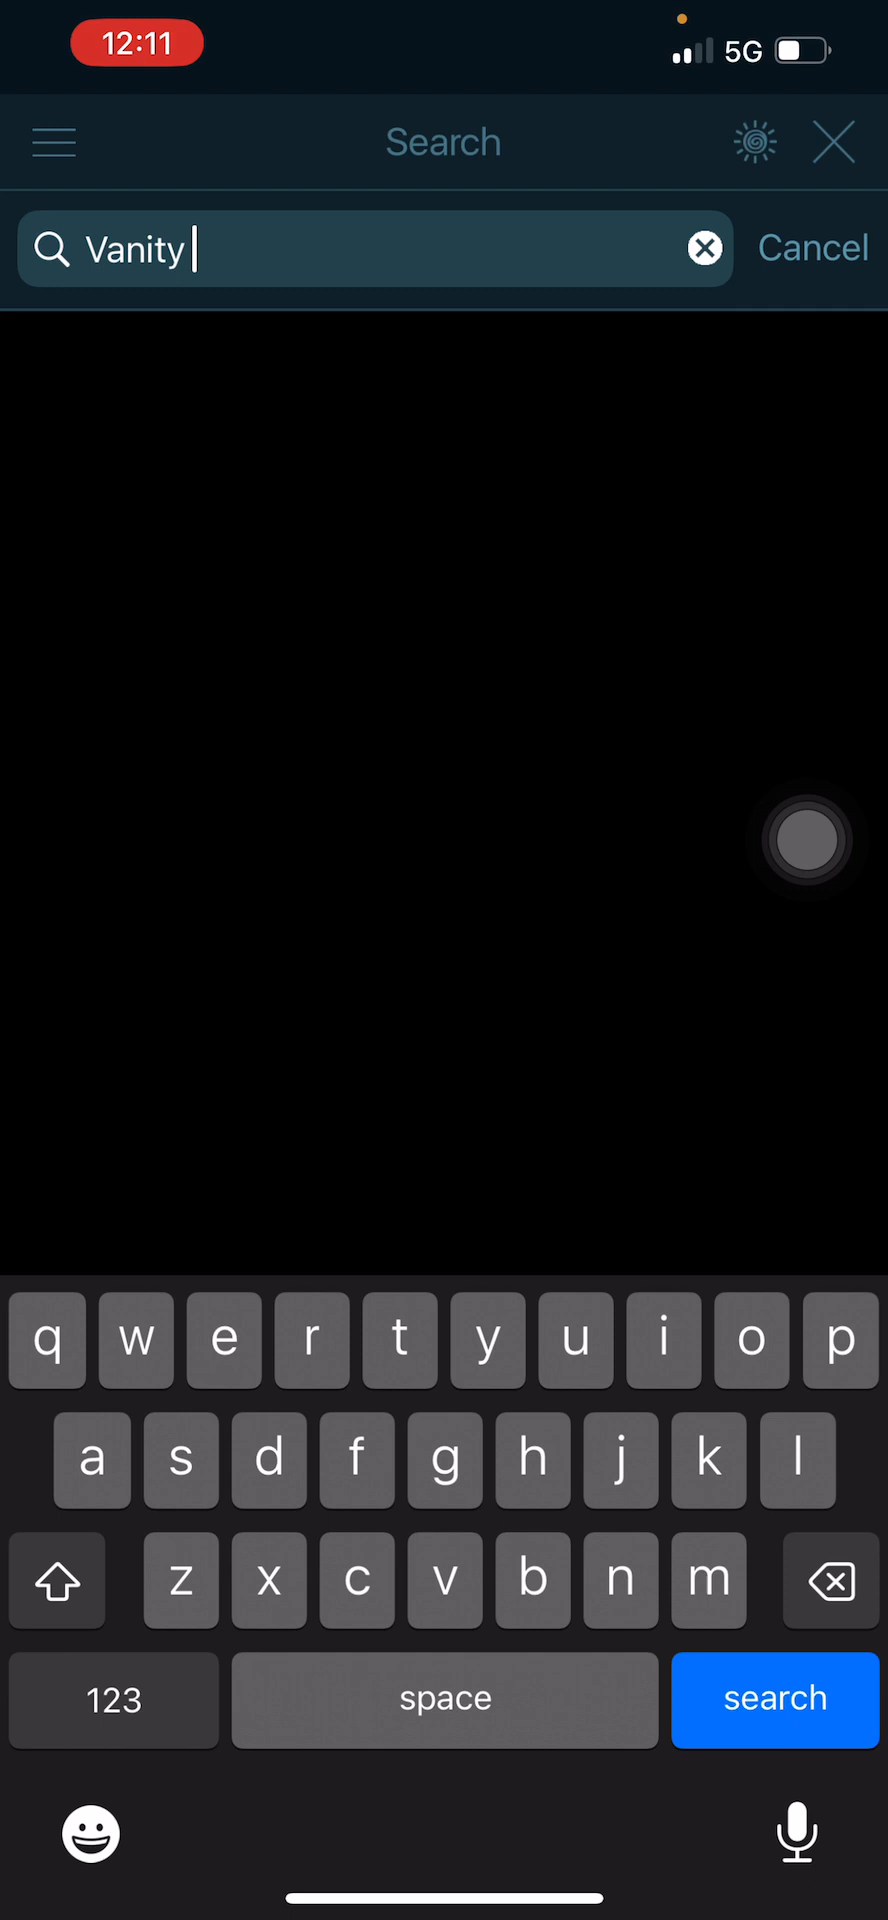 12:11 5G
Search
Vanity Cancel
q w e r t y u i o p
a s d f g h j k l
z x c v b n m
123 space search